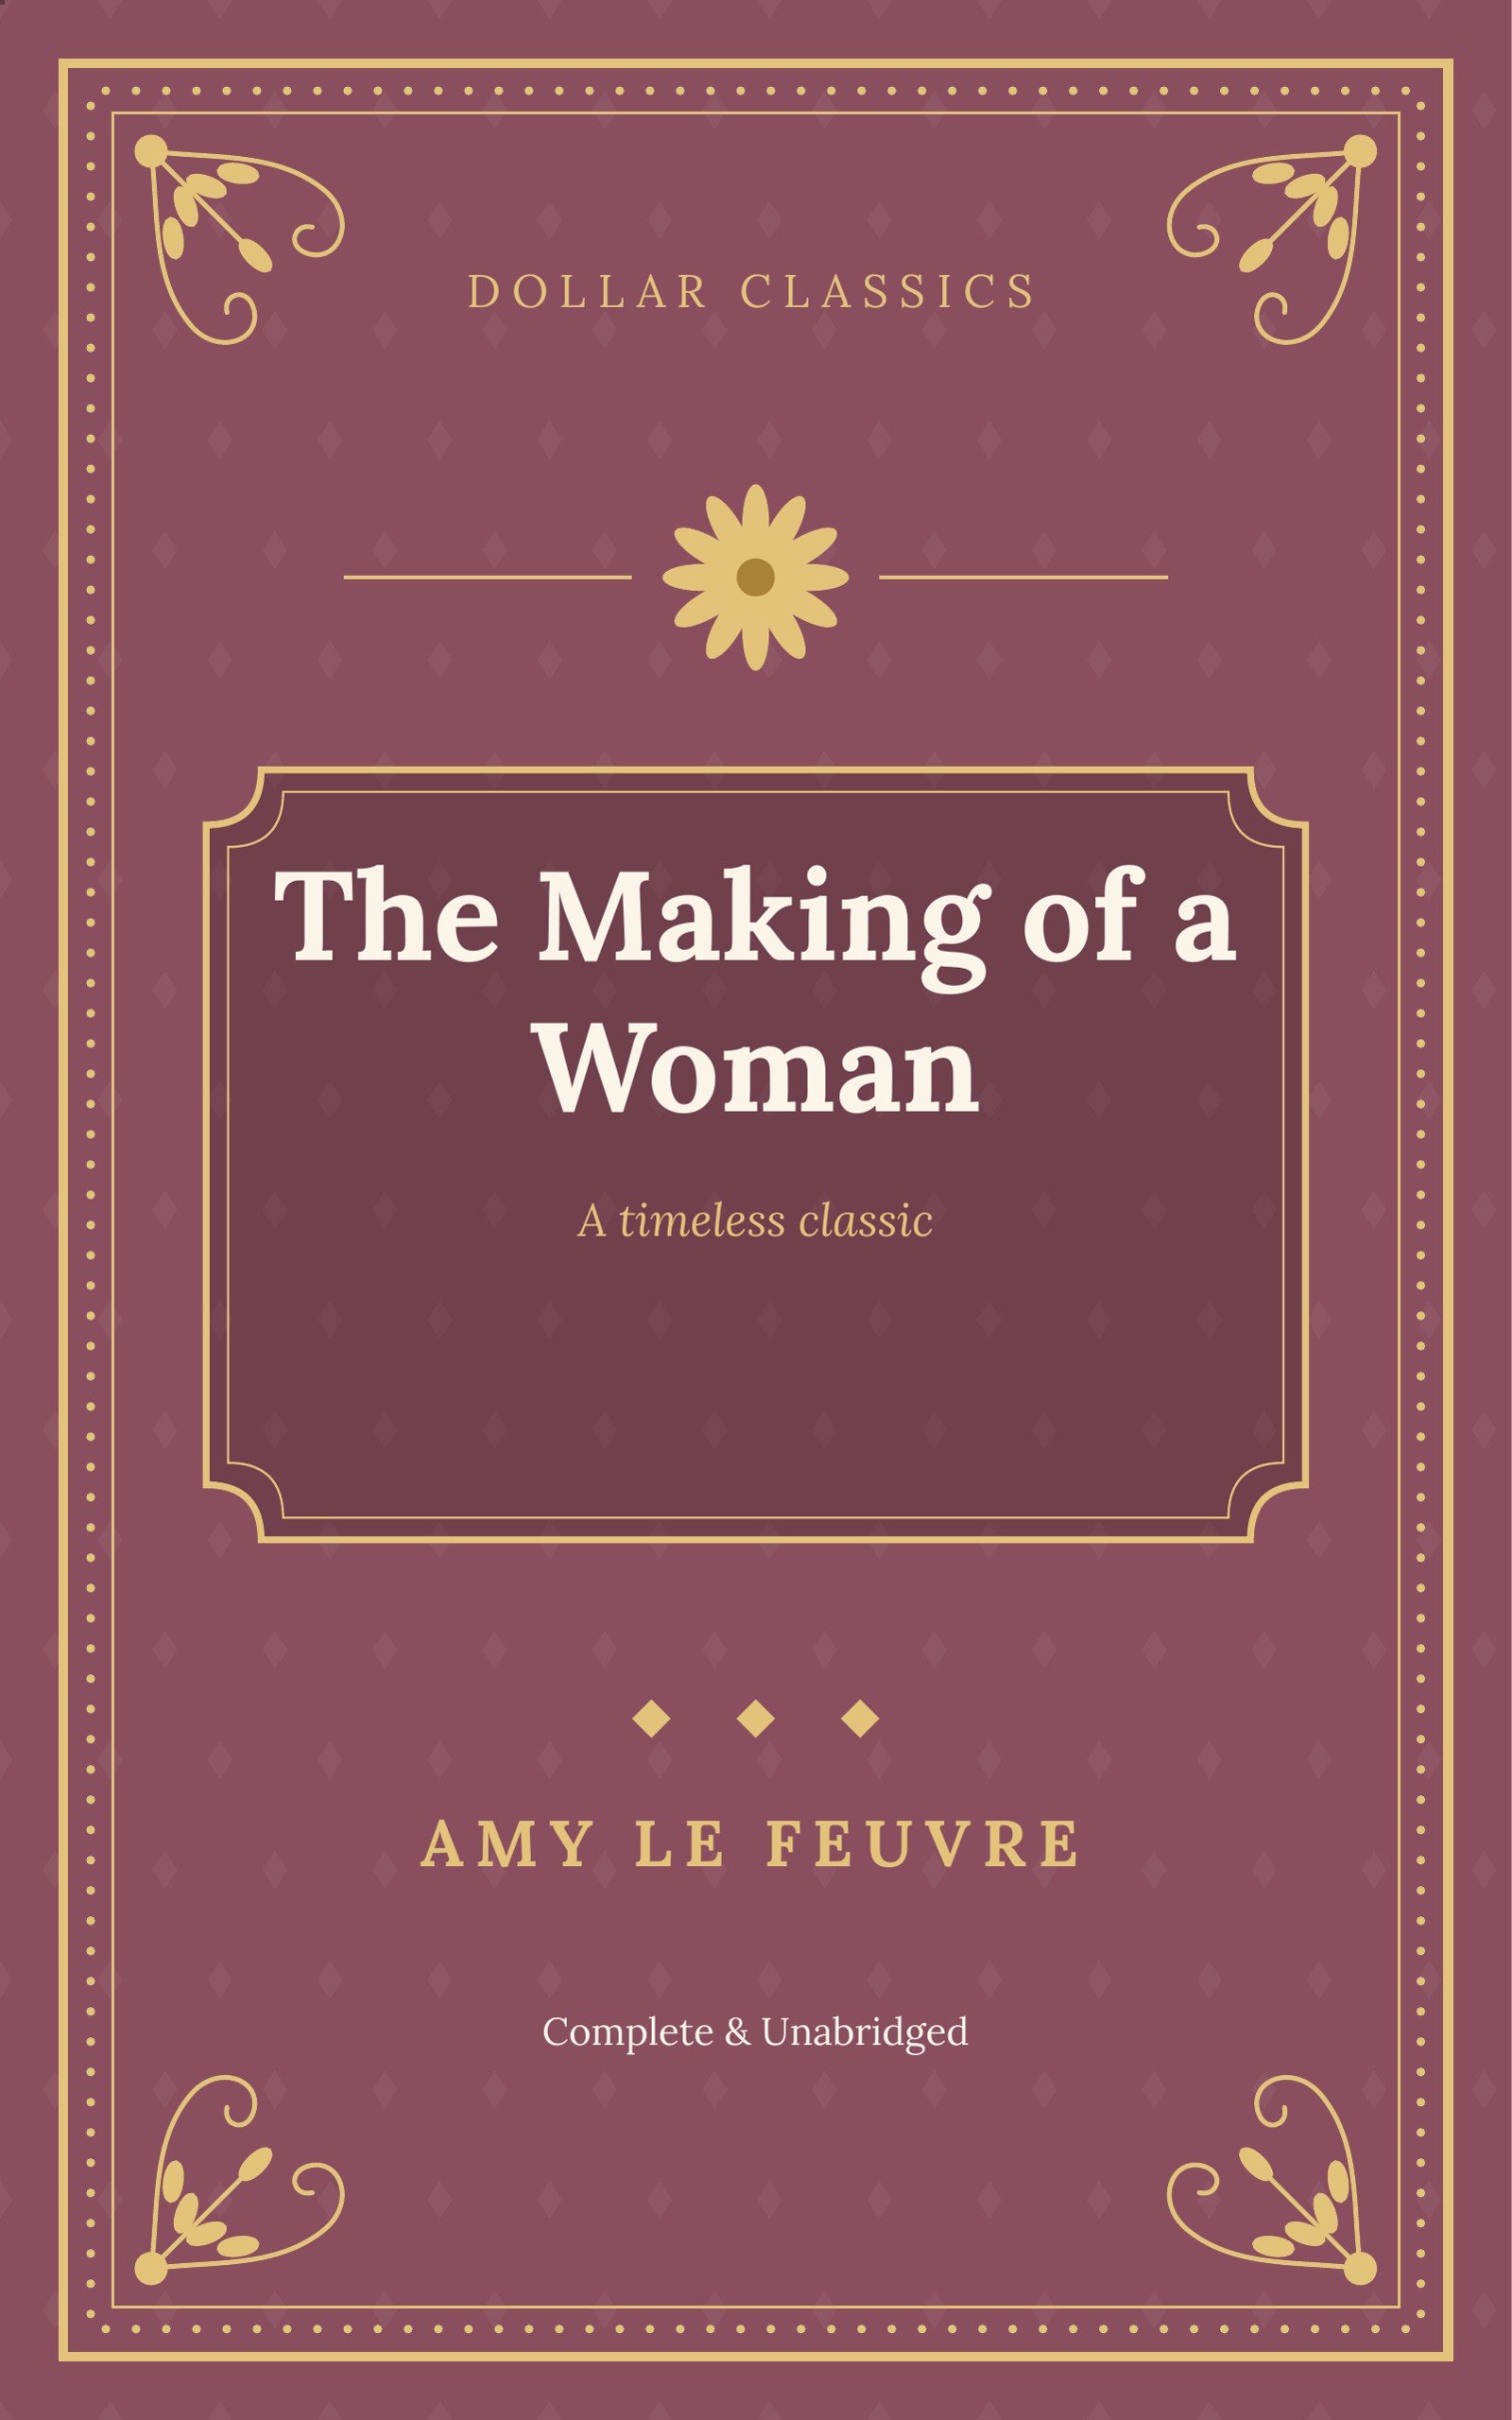 DOLLAR CLASSICS
The Making of a
Woman
A timeless classic
AMY LE FEUVRE
Complete & Unabridged